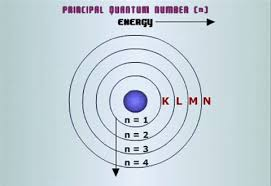 PRINCIPAL QUANTUM NUMBER (n)
ENERGY
K L M N
n = 1
n = 2
n = 3
n = 4